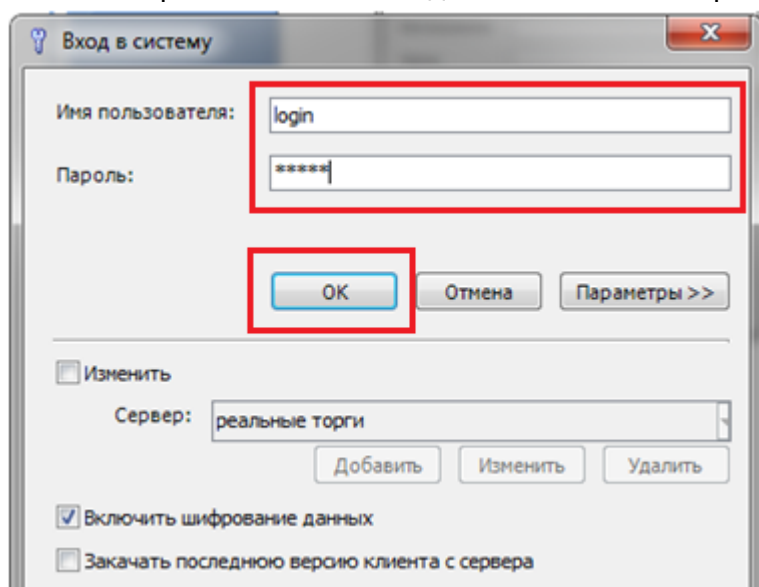 Вход в систему
Имя пользователя: login
Пароль: *****
OK Отмена Параметры >>
Изменить
Сервер: реальные торги
Добавить Изменить Удалить
Включить шифрование данных
Закачать последнюю версию клиента с сервера